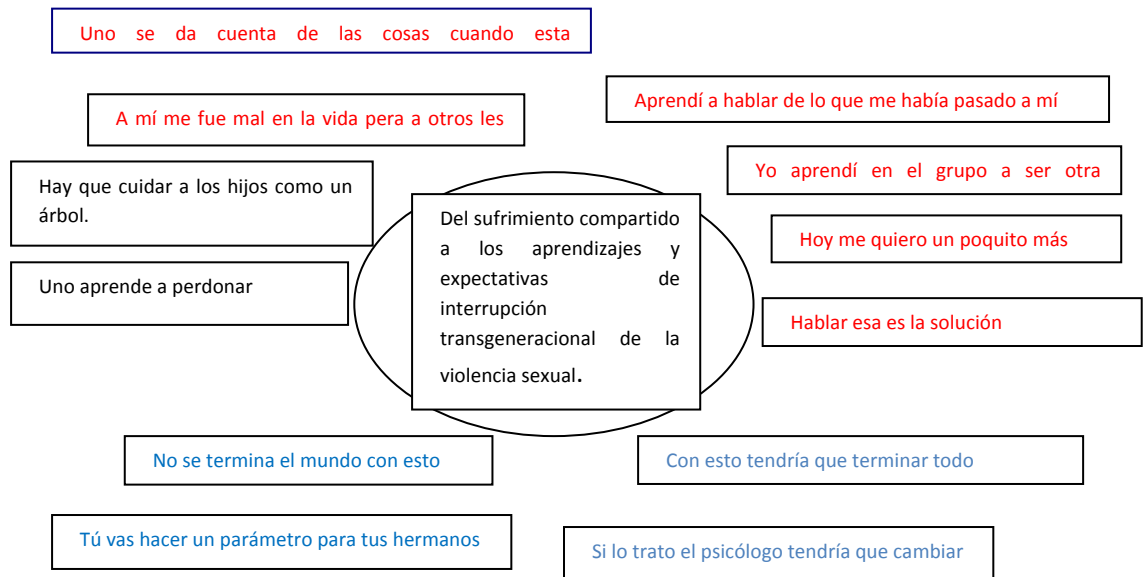 Uno se da cuenta de las cosas cuando esta
Aprendí a hablar de lo que me había pasado a mí
A mí me fue mal en la vida pera a otros les
Yo aprendí en el grupo a ser otra
Hay que cuidar a los hijos como un
árbol.
Del sufrimiento compartido
a los aprendizajes y
expectativas de
interrupción
transgeneracional de la
violencia sexual.
Hoy me quiero un poquito más
Uno aprende a perdonar
Hablar esa es la solución
No se termina el mundo con esto
Con esto tendría que terminar todo
Tú vas hacer un parámetro para tus hermanos
Si lo trato el psicólogo tendría que cambiar